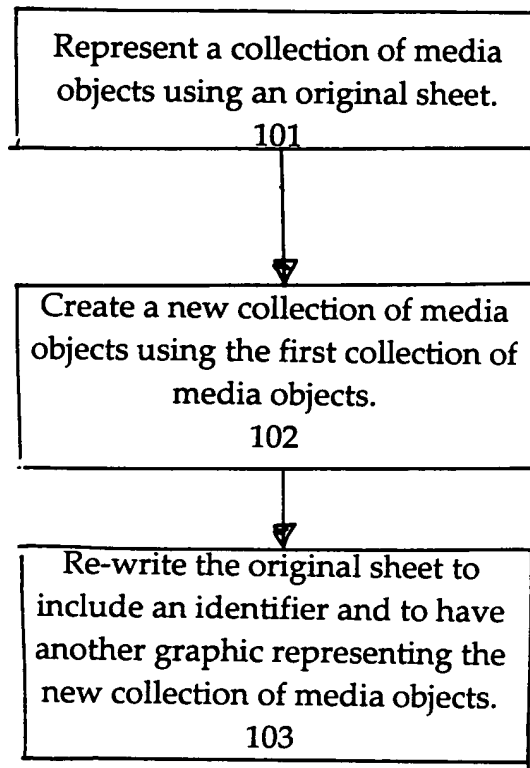 Represent a collection of media
objects using an original sheet.
101
Create a new collection of media
objects using the first collection of
media objects.
102
Re-write the original sheet to
include an identifier and to have
another graphic representing the
new collection of media objects.
103